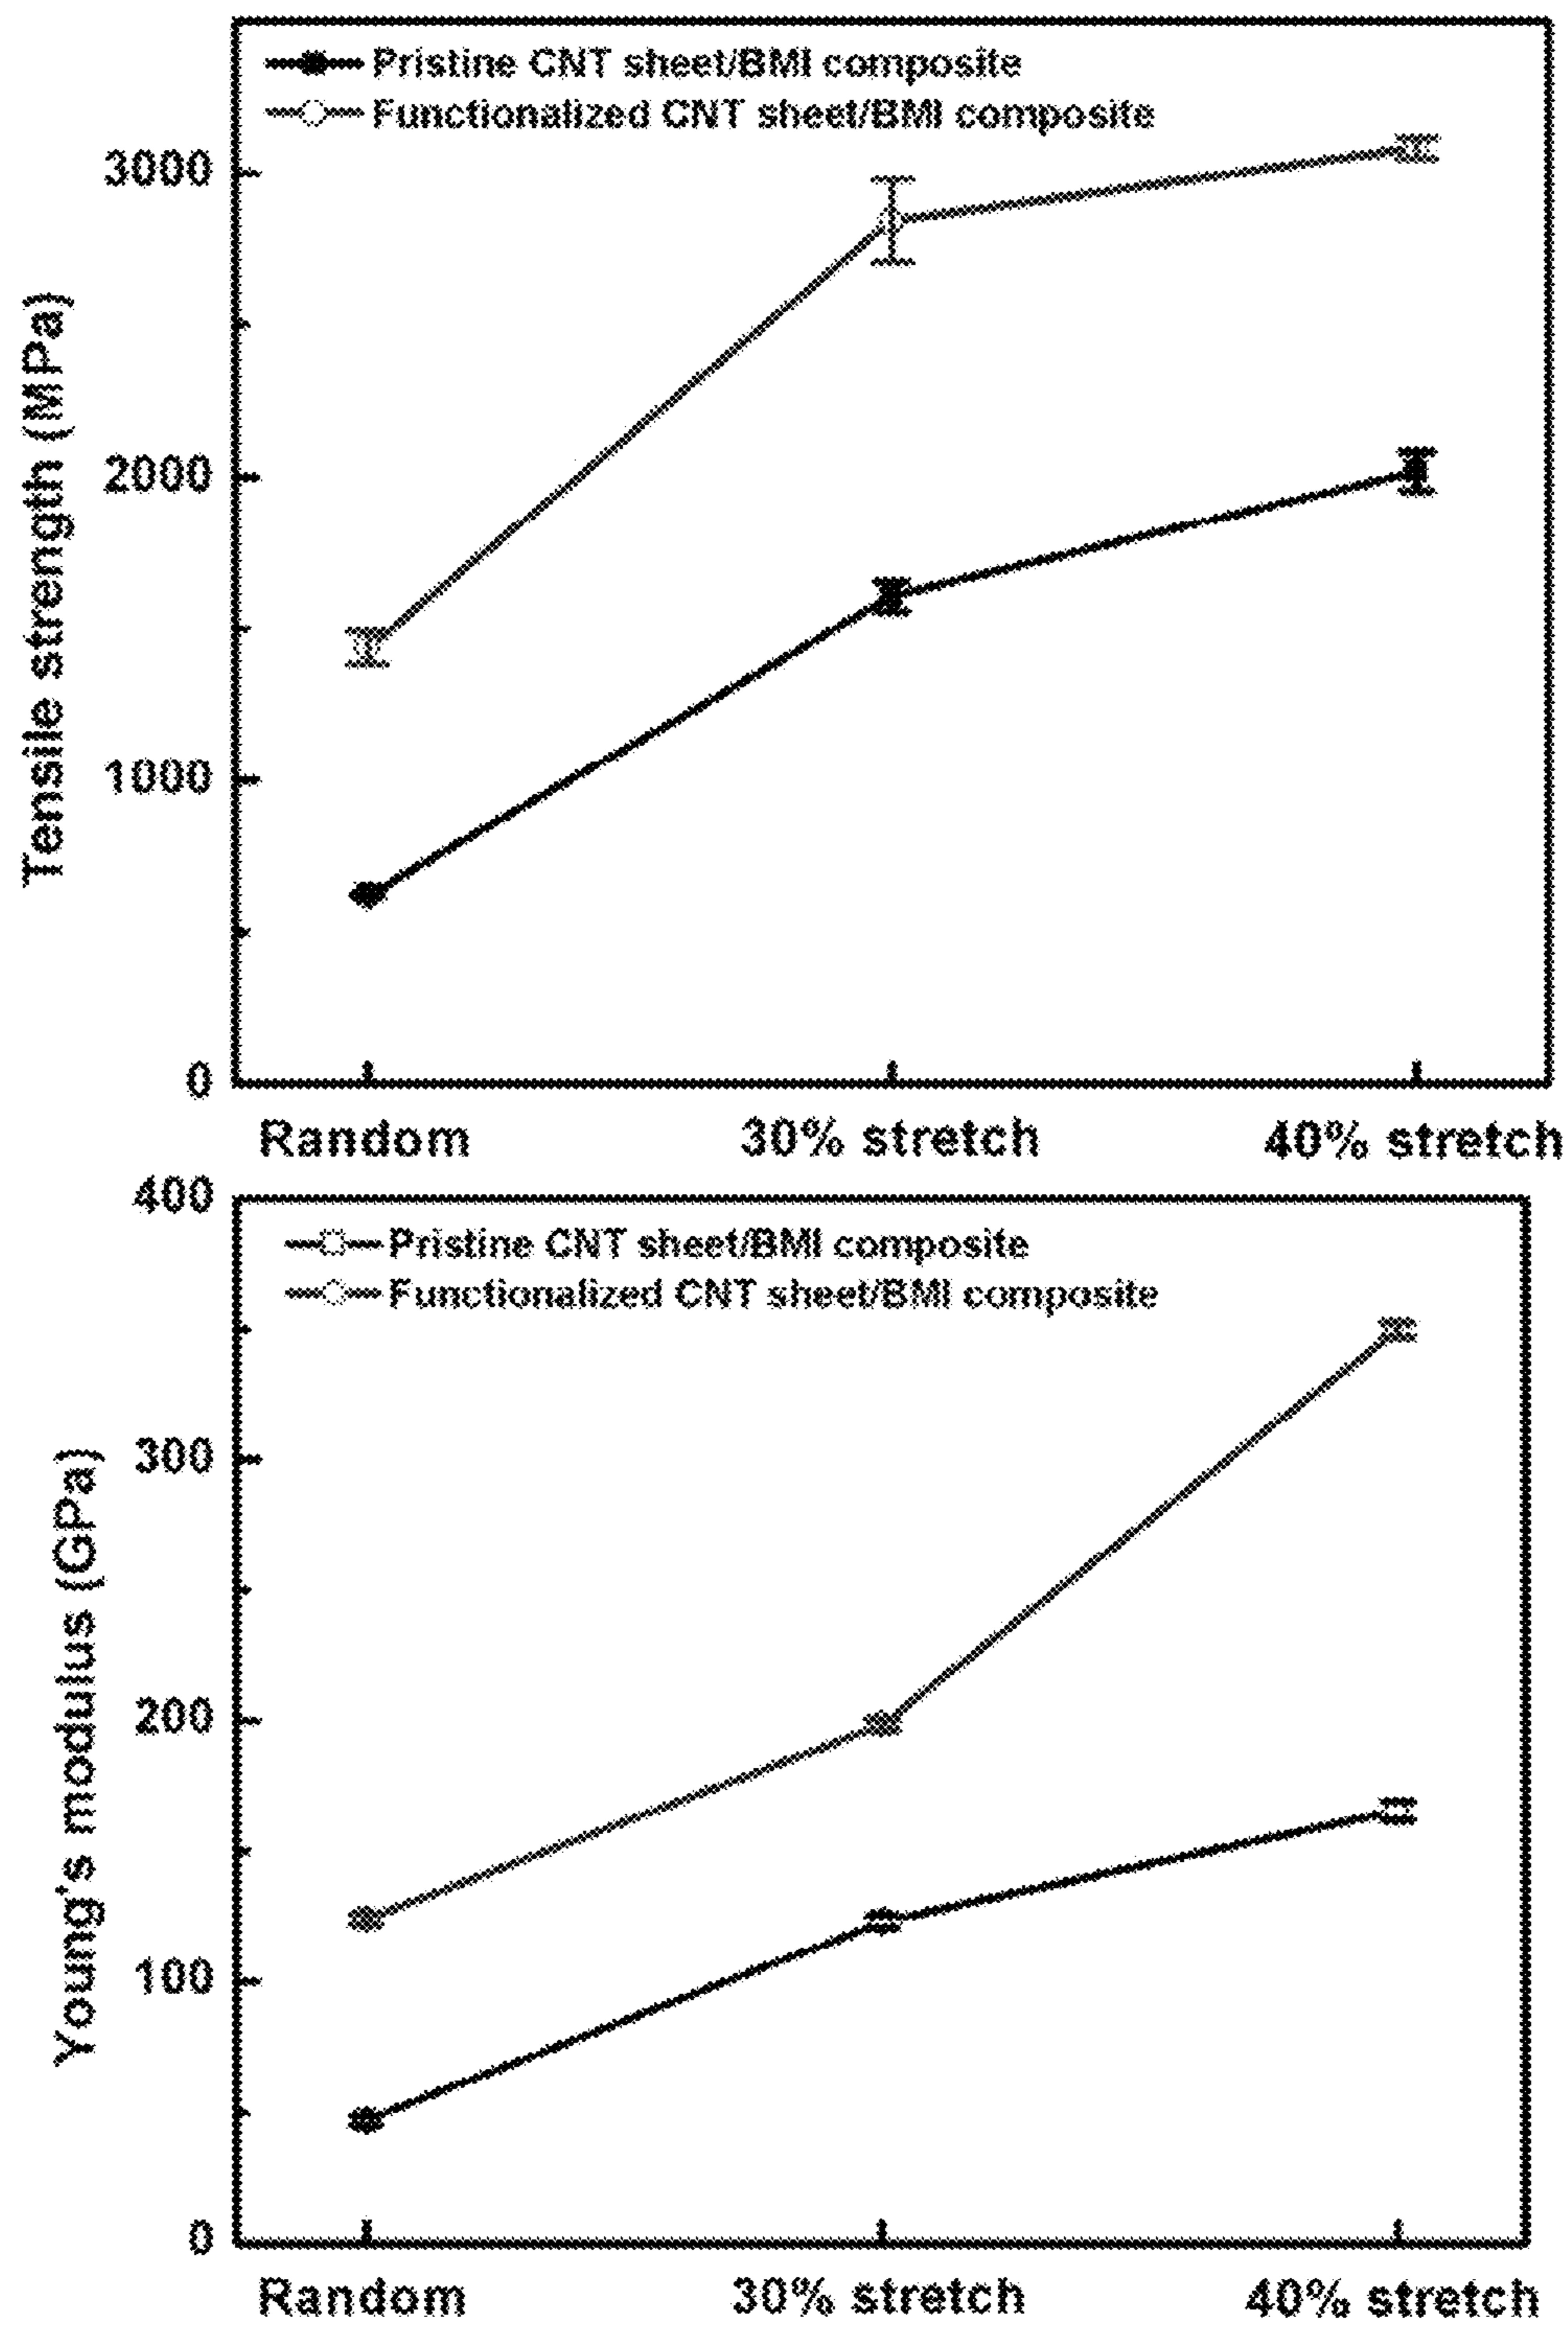 Pristine CNT sheet/BMI composite
Functionalized CNT sheet/BMI composite
3000
2000
1000
0
Tensile strength (MPa)
Random 30% stretch 40% stretch
Pristine CNT sheet/BMI composite
Functionalized CNT sheet/BMI composite
400
300
200
100
0
Young's modulus (GPa)
Random 30% stretch 40% stretch